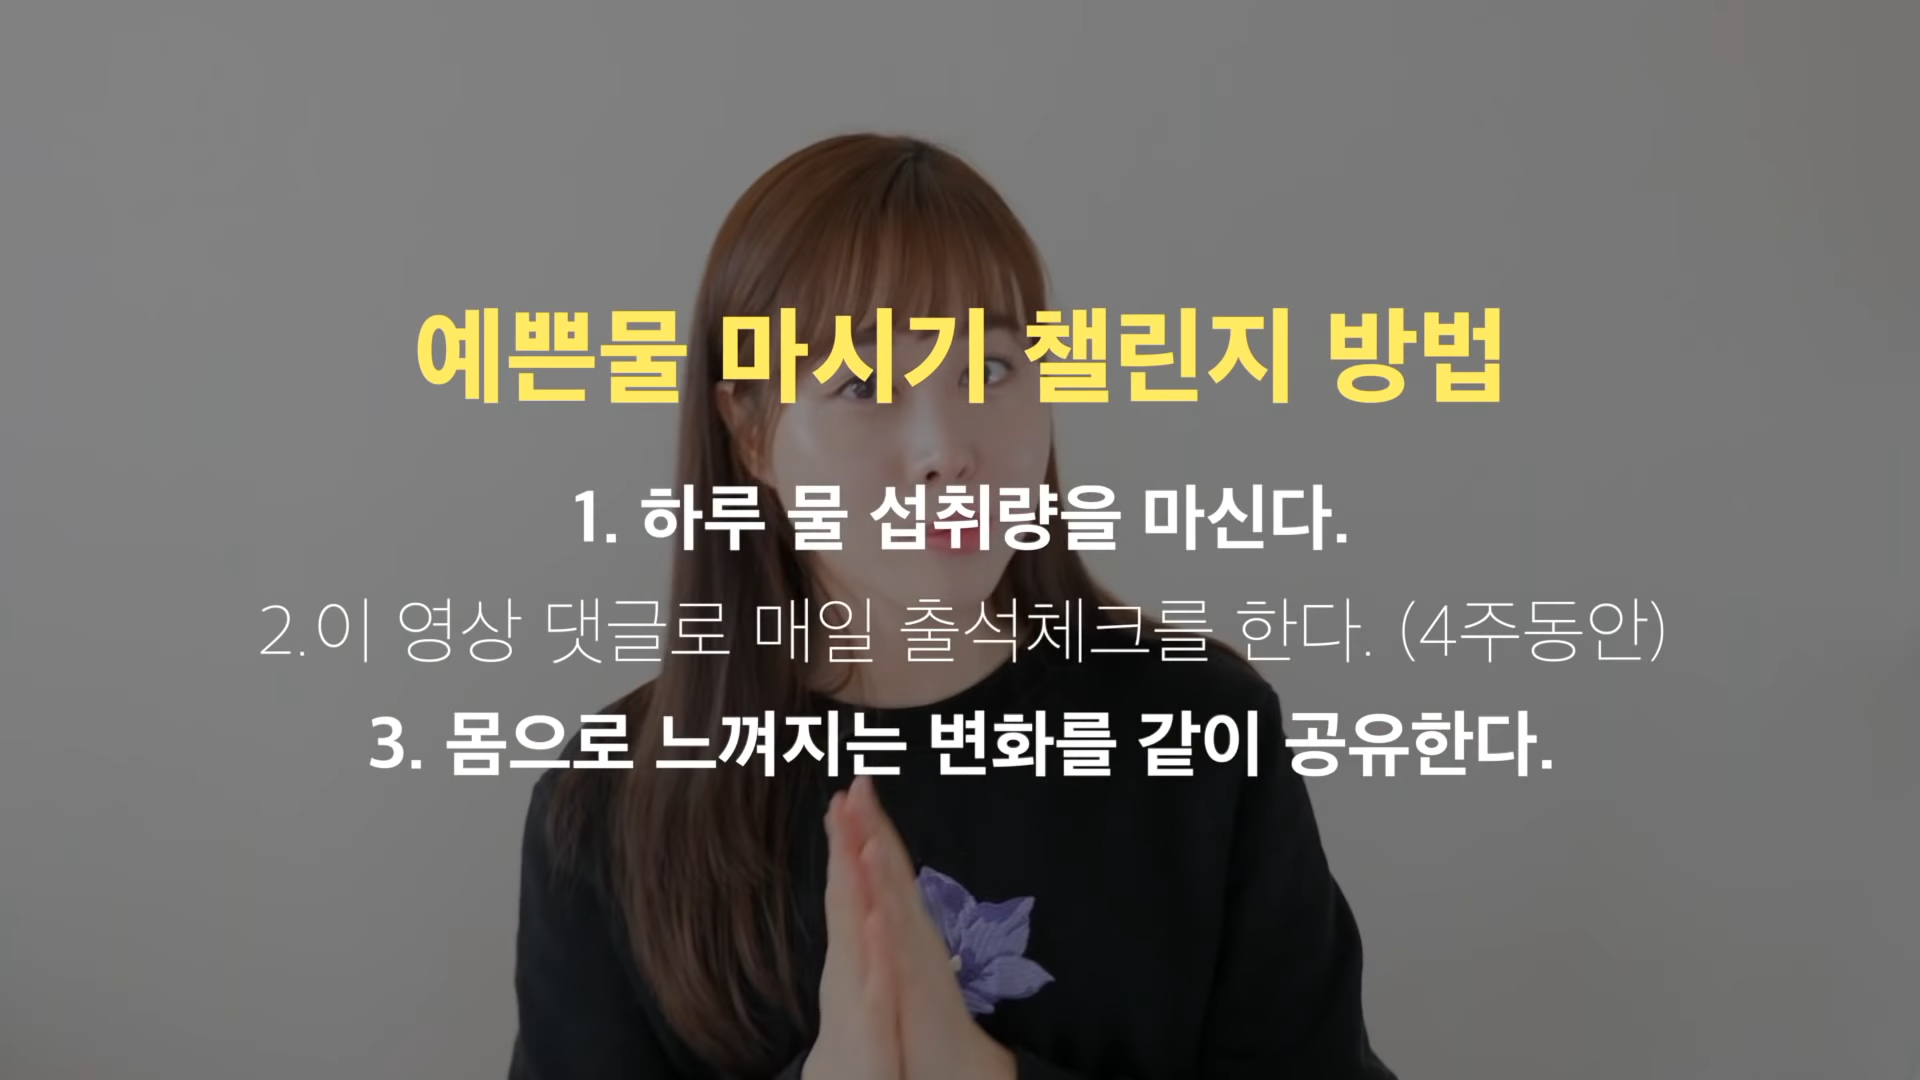 예쁜물 마시기 챌린지 방법
1. 하루 물 섭취량을 마신다.
2.이 영상 댓글로 매일 출석체크를 한다. (4주동안)
3. 몸으로 느껴지는 변화를 같이 공유한다.